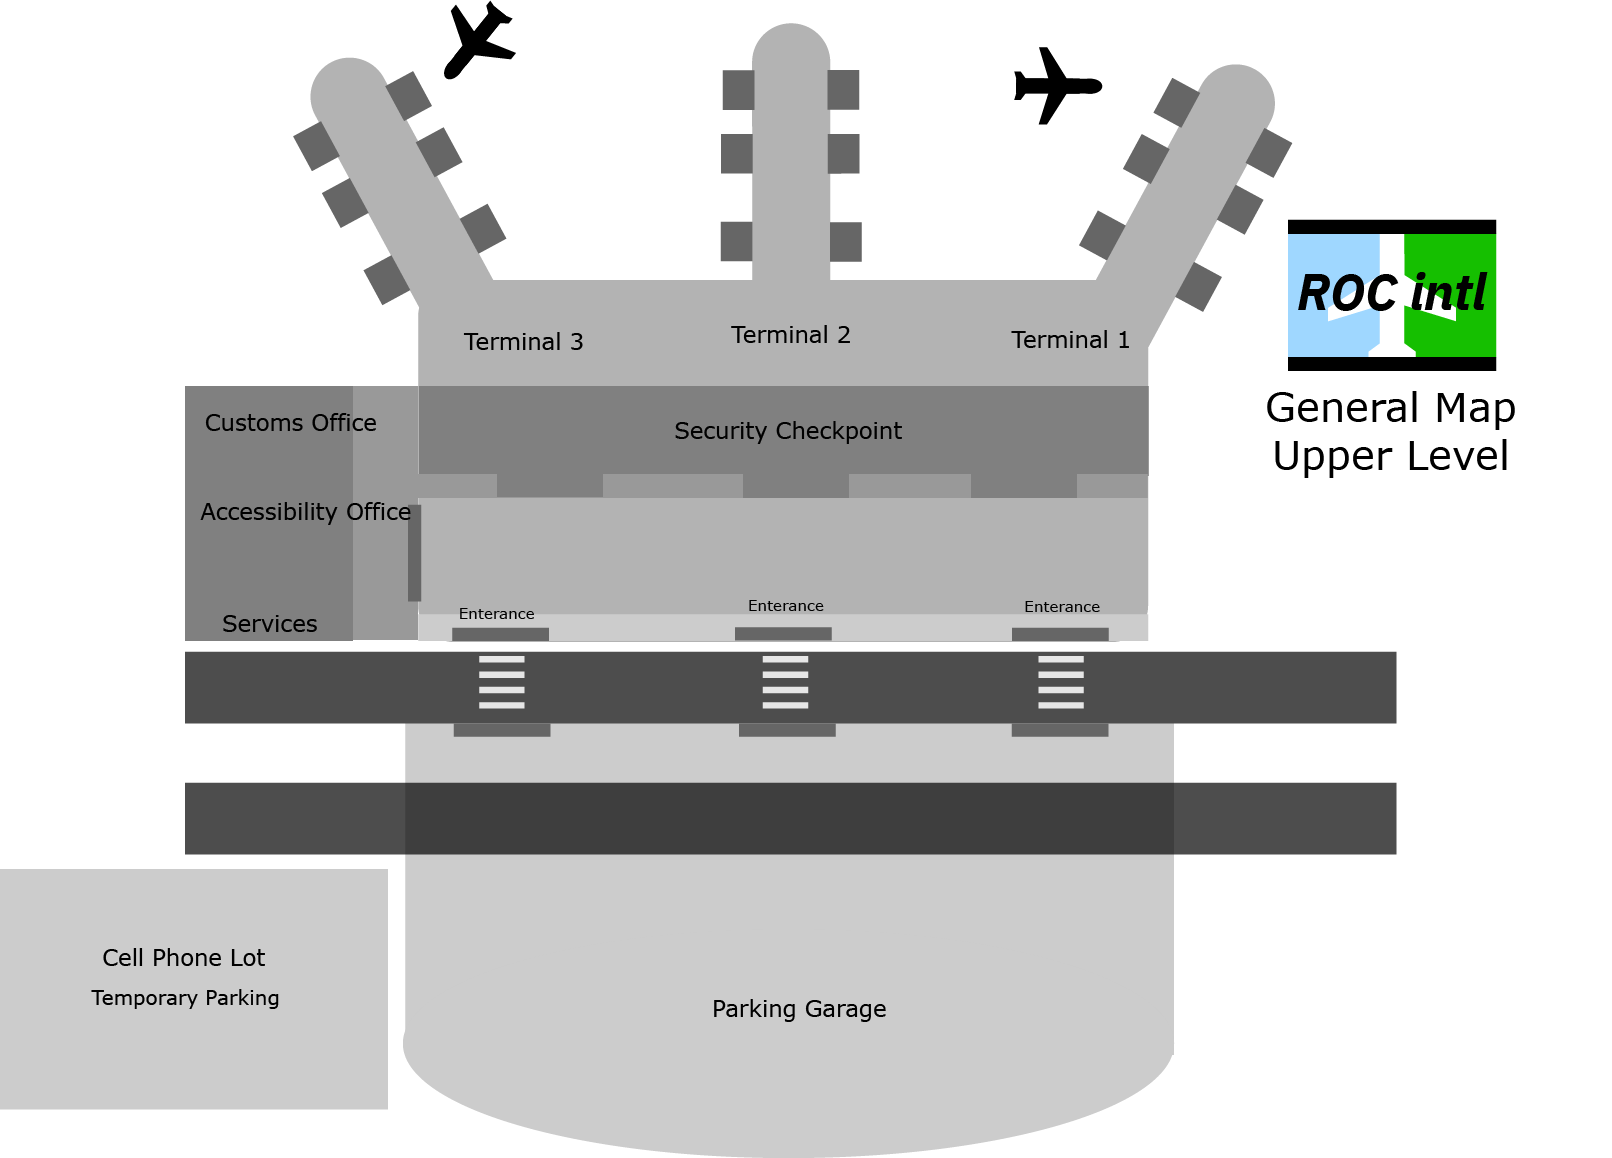 Terminal 3
Terminal 2
Terminal 1
ROC intl
General Map
Upper Level
Customs Office
Security Checkpoint
Accessibility Office
Services
Enterance
Enterance
Enterance
Cell Phone Lot
Temporary Parking
Parking Garage